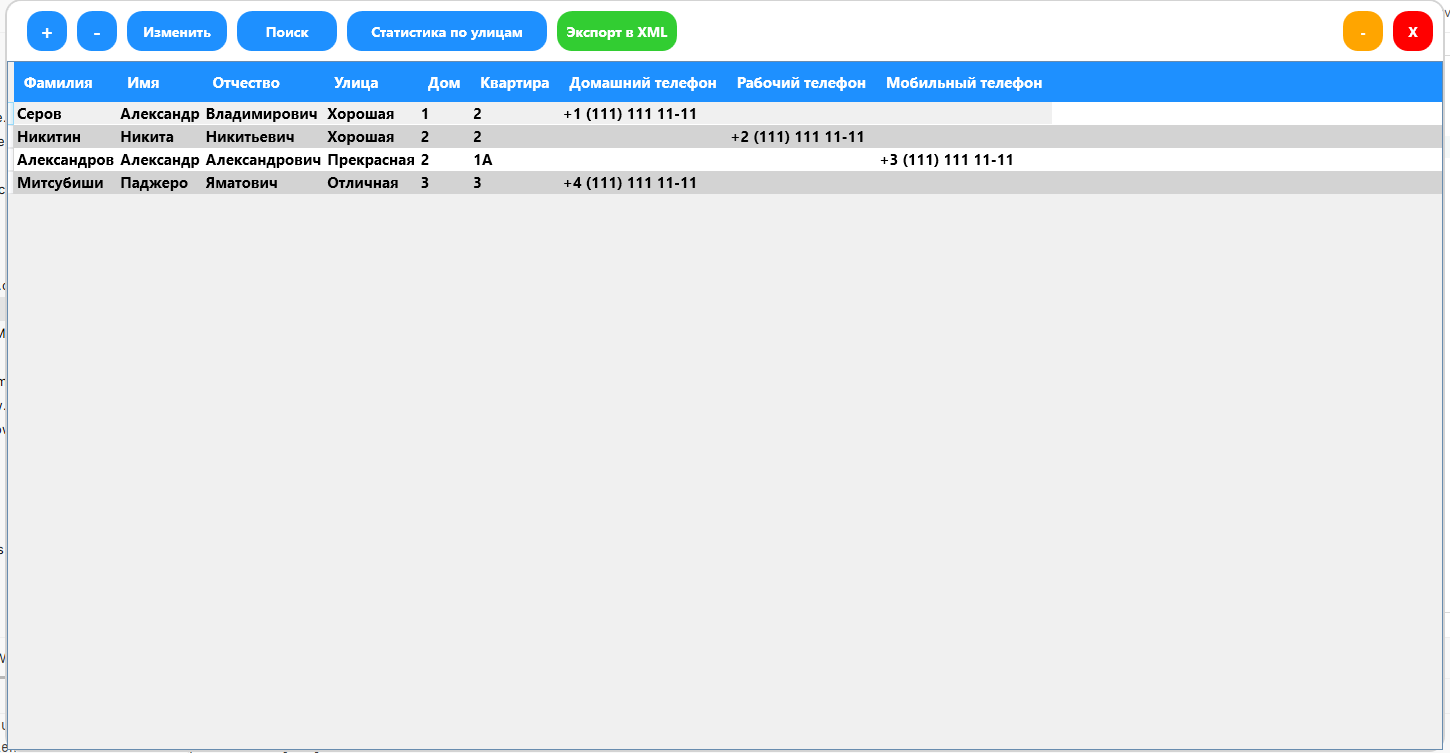 + - Изменить Поиск Статистика по улицам Экспорт в XML - X
Фамилия Имя Отчество Улица Дом Квартира Домашний телефон Рабочий телефон Мобильный телефон
Серов Александр Владимирович Хорошая 1 2 +1 (111) 111 11-11
Никитин Никита Никитьевич Хорошая 2 2 +2 (111) 111 11-11
Александров Александр Александрович Прекрасная 2 1А +3 (111) 111 11-11
Митсубиши Паджеро Яматович Отличная 3 3 +4 (111) 111 11-11